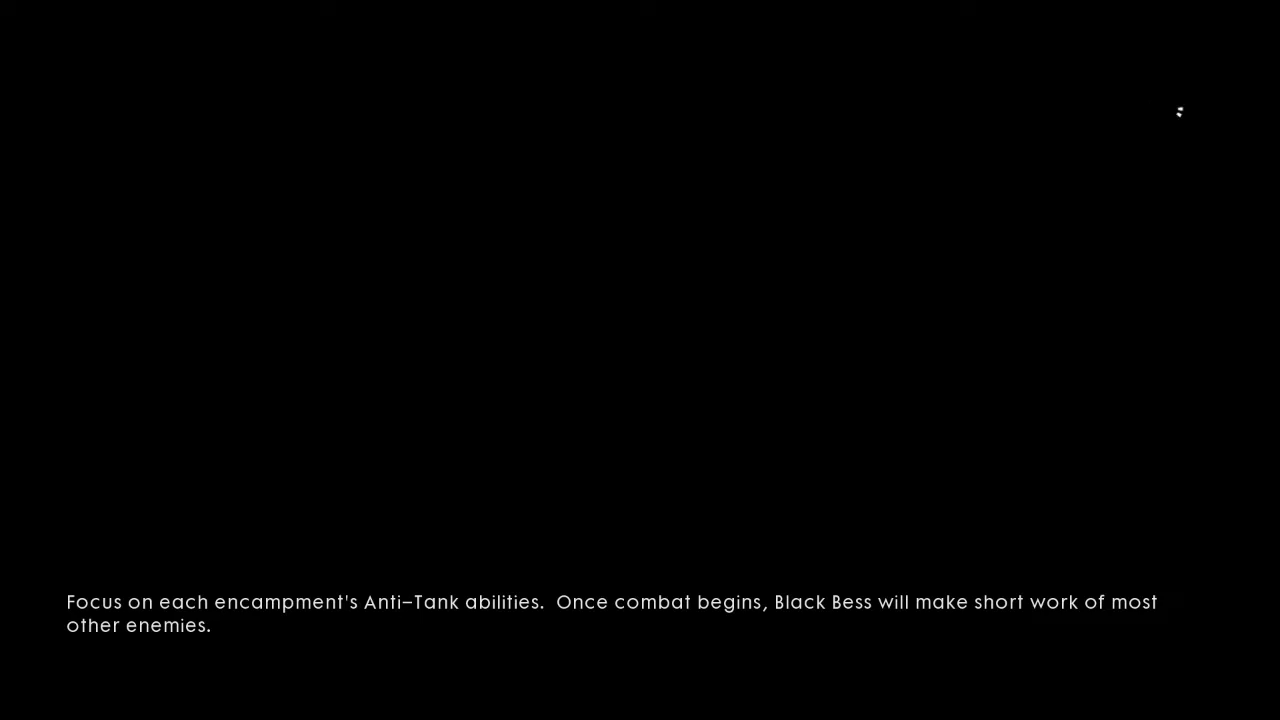 Focus on each encampment's Anti-Tank abilities.  Once combat begins, Black Bess will make short work of most
other enemies.